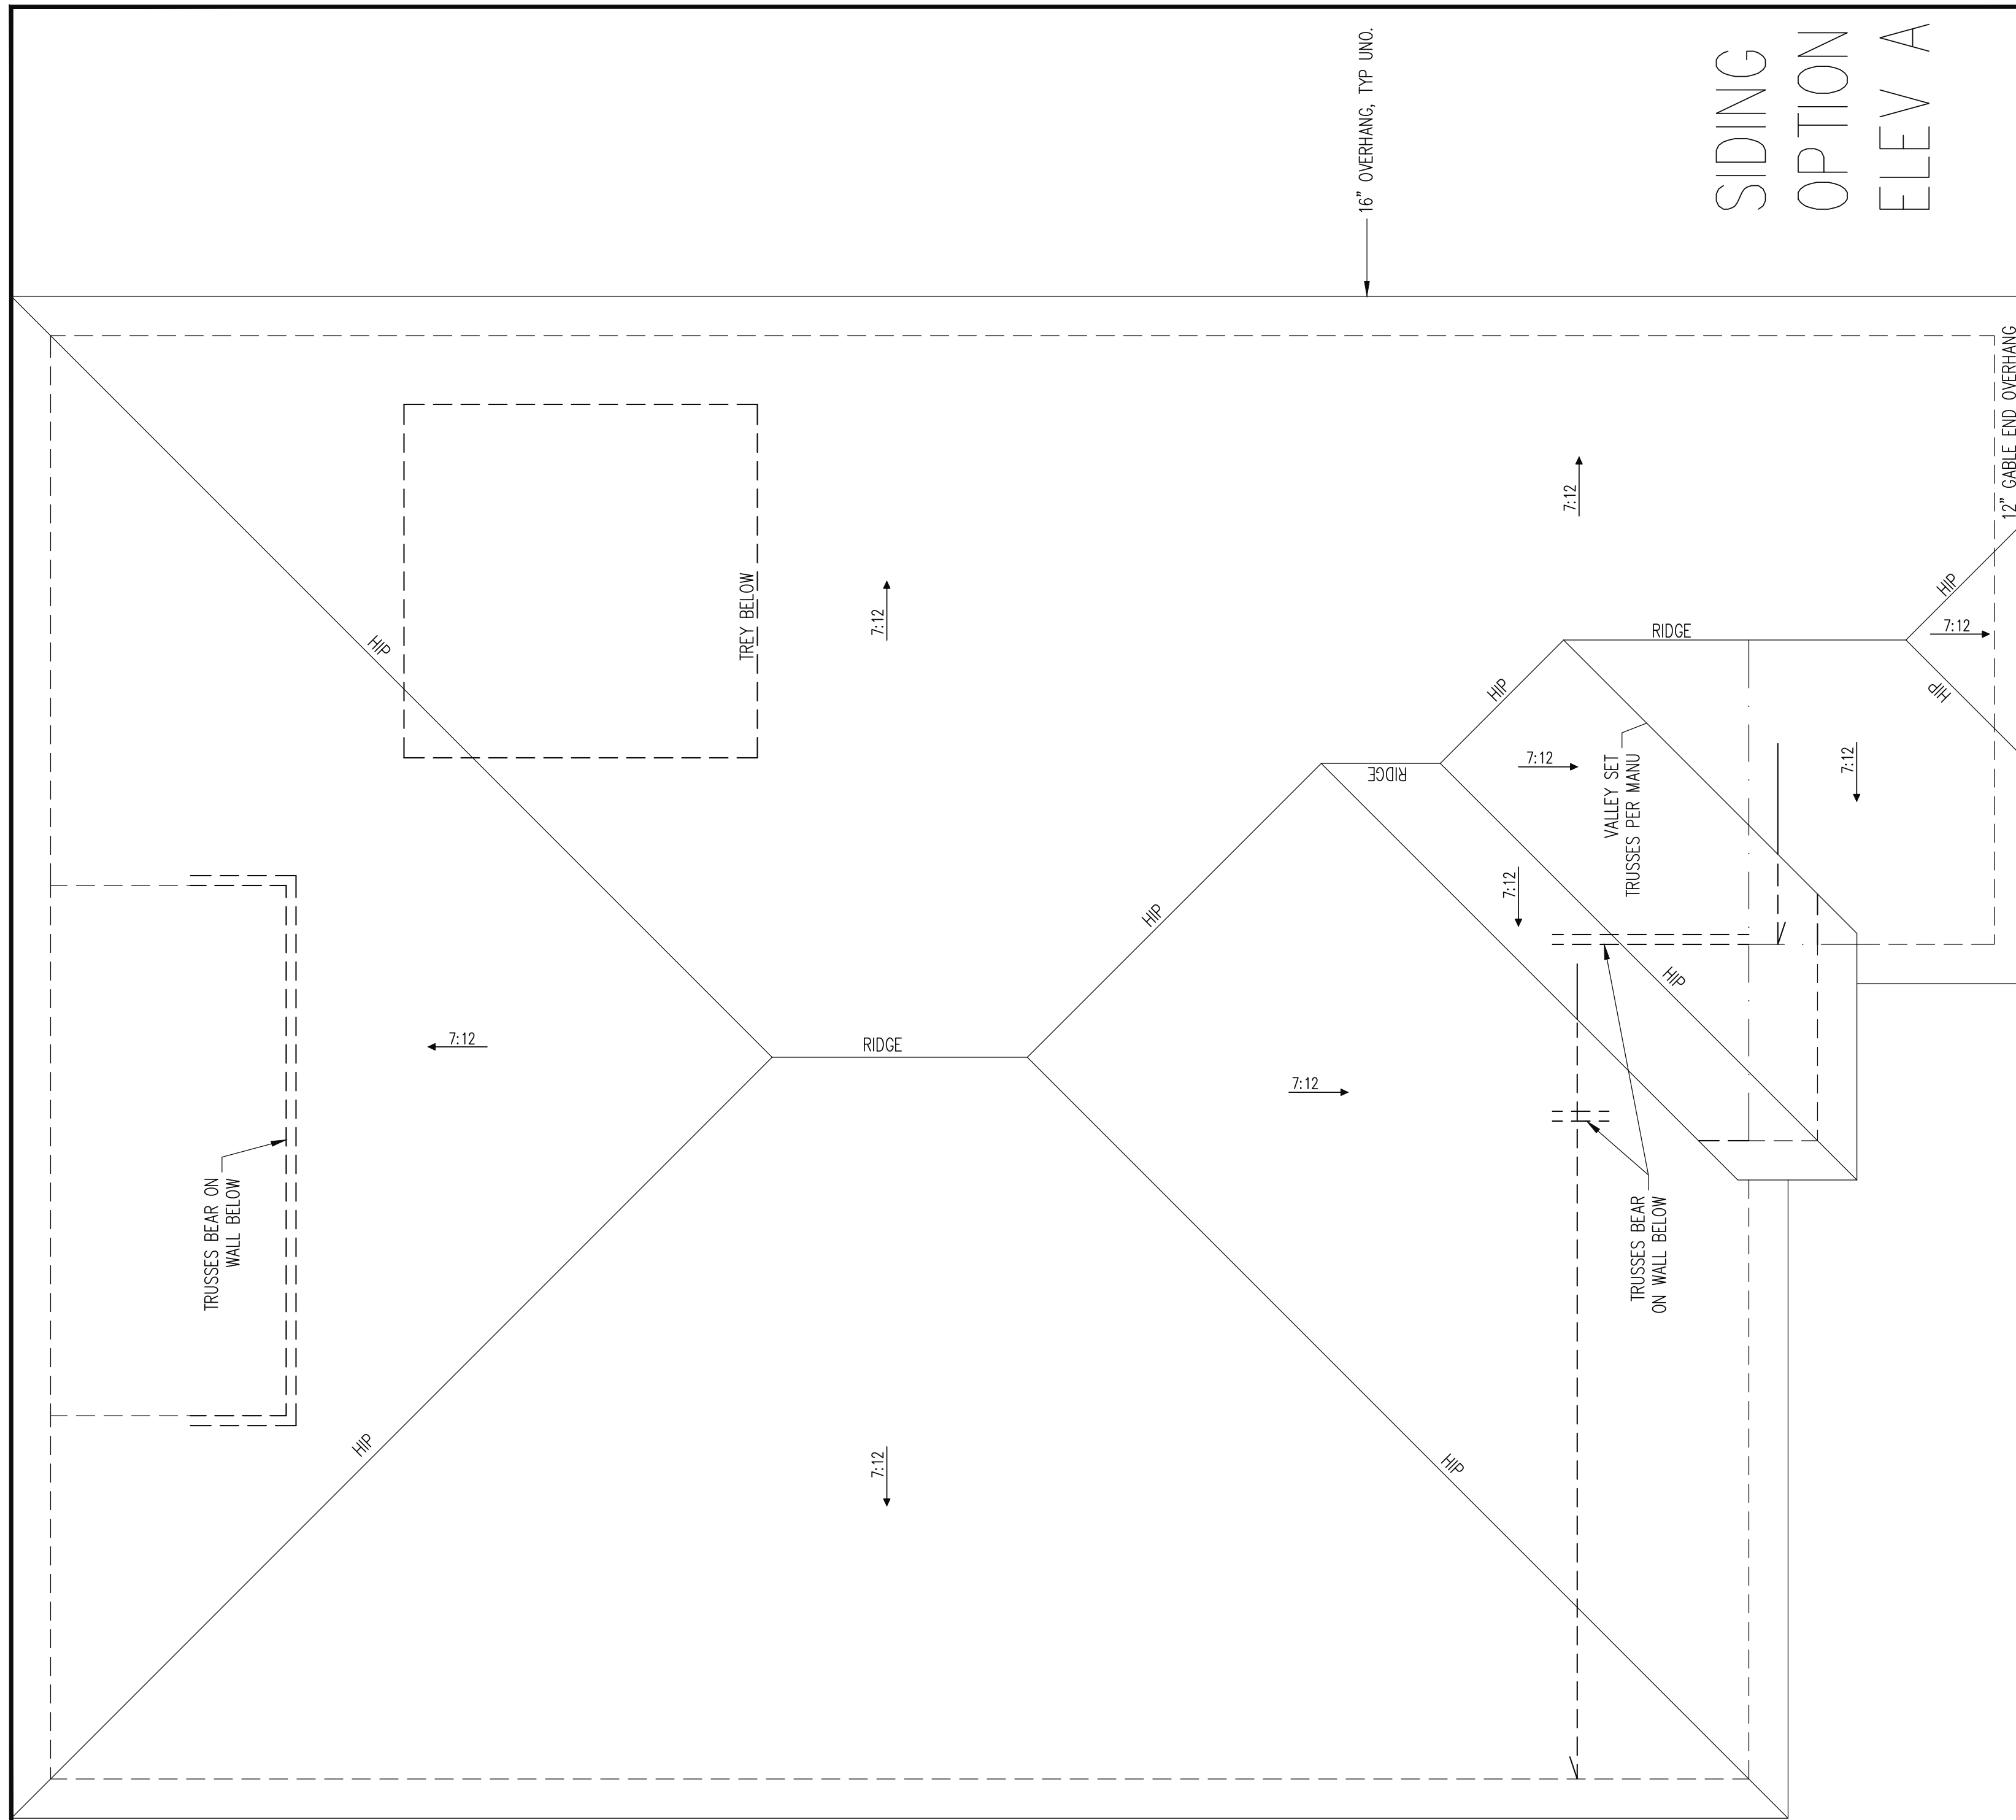 SIDING
OPTION
ELEV A
16" OVERHANG, TYP UNO.
12" GABLE END OVERHANG
7:12
7:12
TREY BELOW
HIP
HIP
7:12
HIP
RIDGE
HIP
RIDGE
HIP
7:12
7:12
VALLEY SET
TRUSSES PER MANU
7:12
HIP
HIP
7:12
RIDGE
7:12
TRUSSES BEAR ON
WALL BELOW
TRUSSES BEAR
ON WALL BELOW
HIP
7:12
HIP